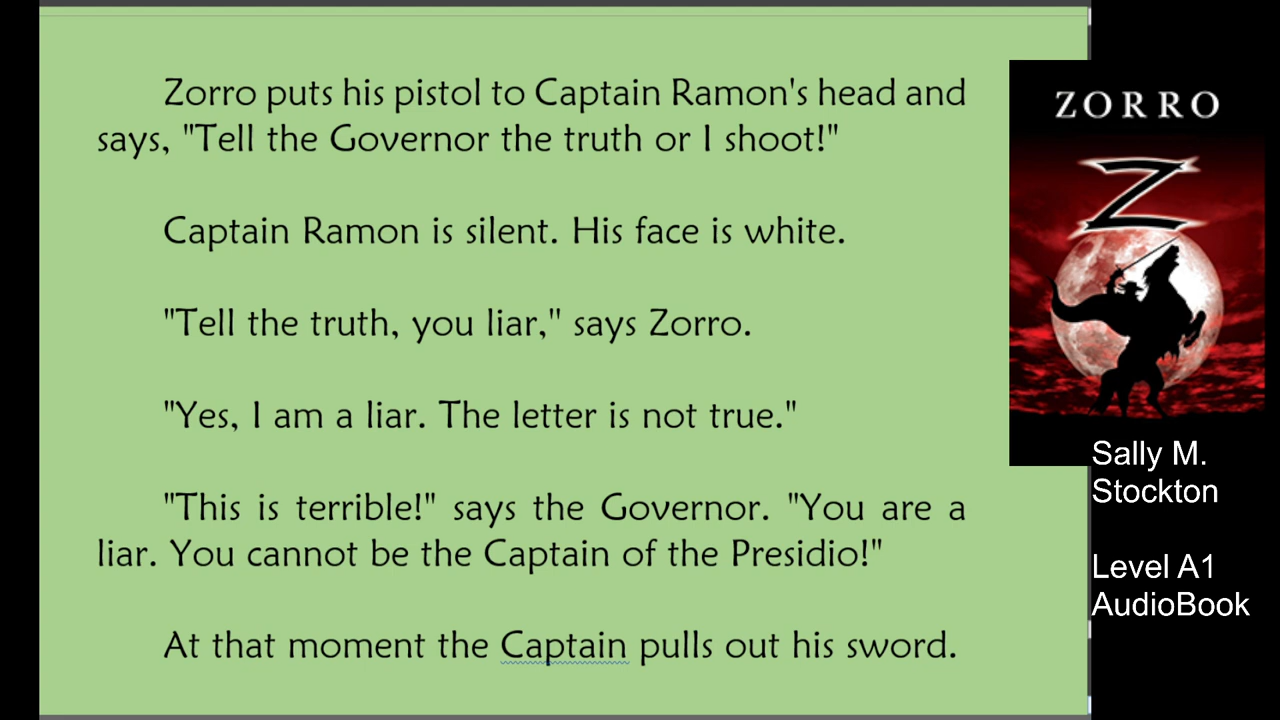 Zorro puts his pistol to Captain Ramon's head and
says, "Tell the Governor the truth or I shoot!"
Captain Ramon is silent. His face is white.
"Tell the truth, you liar," says Zorro.
"Yes, I am a liar. The letter is not true."
"This is terrible!" says the Governor. "You are a
liar. You cannot be the Captain of the Presidio!"
At that moment the Captain pulls out his sword.
ZORRO
Z
Sally M.
Stockton
Level A1
AudioBook